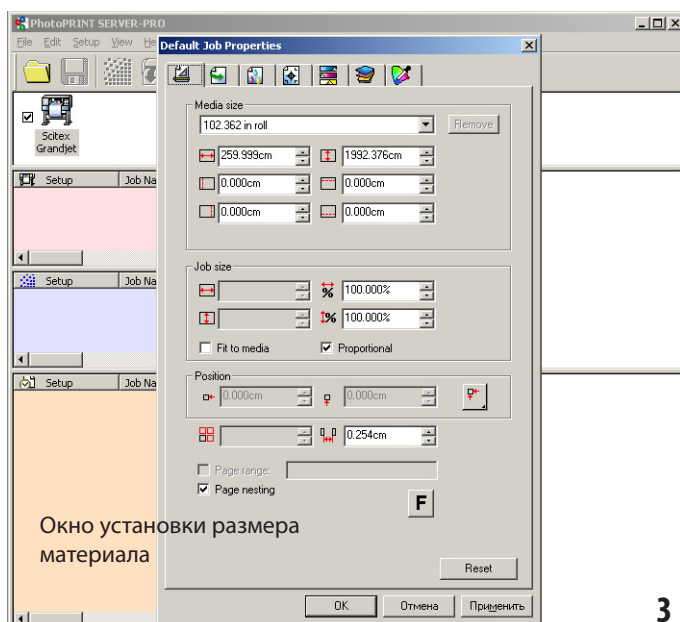 PhotoPRINT SERVER-PRO
File Edit Setup View He
Default Job Properties
Scitex
Grandjet
Setup Job Na
Setup Job Na
Setup Job Na
Media size
102.362 in roll Remove
259.999cm 1992.376cm
0.000cm 0.000cm
0.000cm 0.000cm
Job size
% 100.000%
% 100.000%
Fit to media Proportional
Position
0.000cm 0.000cm
0.254cm
Page range:
Page nesting
F
Reset
OK Отмена Применить
Окно установки размера
материала
3